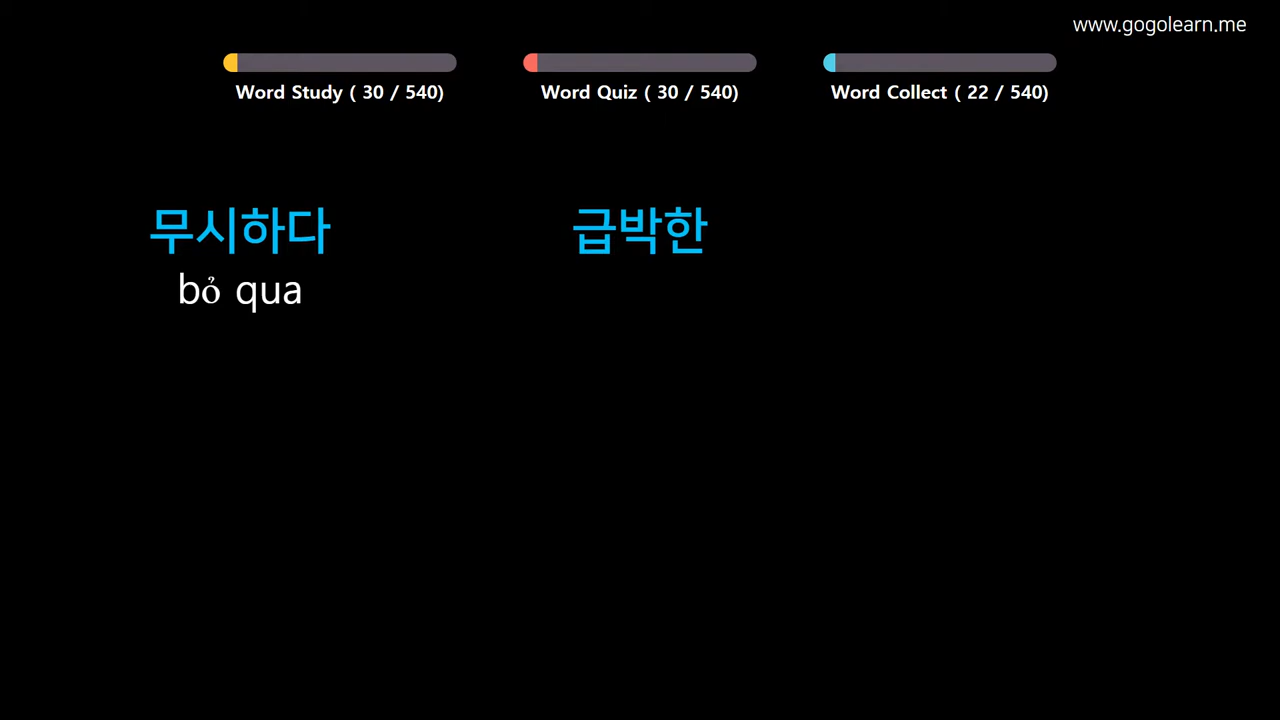 www.gogolearn.me
Word Study ( 30 / 540)
Word Quiz ( 30 / 540)
Word Collect ( 22 / 540)
무시하다
bỏ qua
급박한